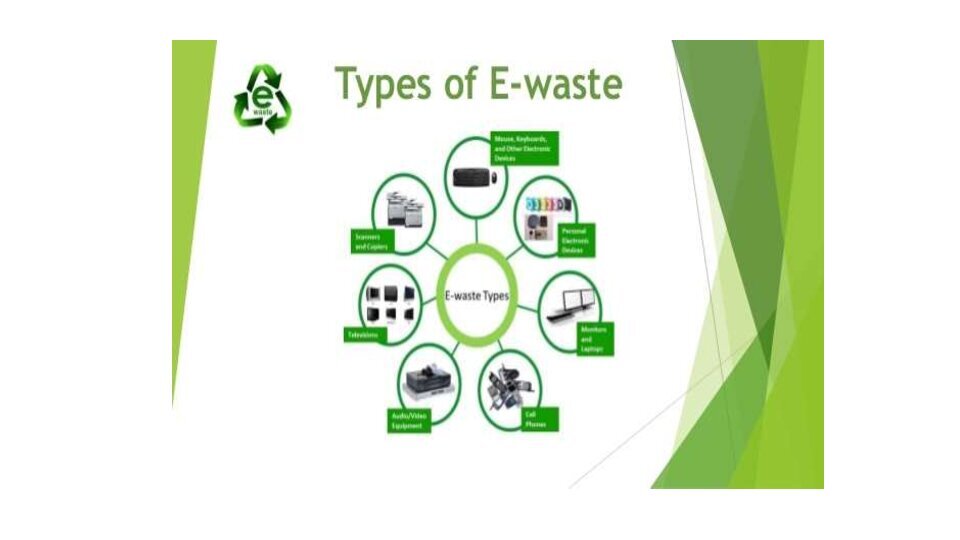 Types of E-waste
e
waste
Mouse, Keyboards,
and Other Electronic
Devices
Personal
Electronic
Devices
Monitors
and
Laptops
Cell
Phones
Audio/Video
Equipment
Televisions
Scanners
and Copiers
E-waste Types